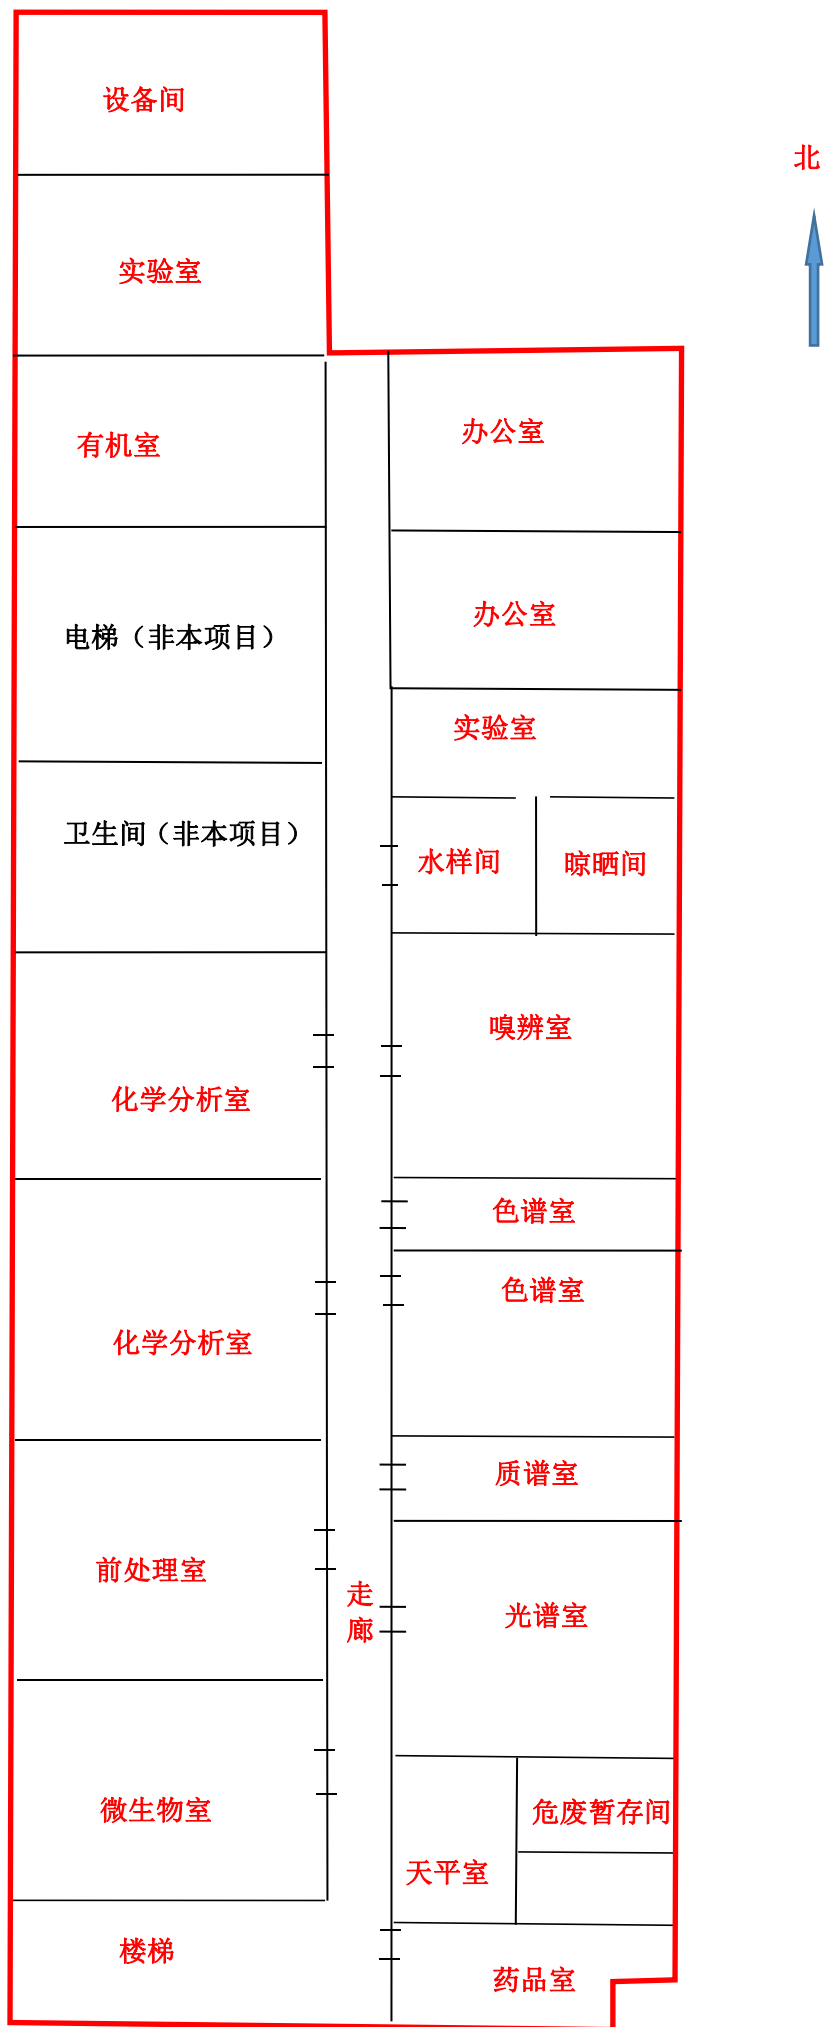 设备间
北
实验室
有机室
办公室
电梯（非本项目）
办公室
实验室
卫生间（非本项目）
水样间
晾晒间
嗅辨室
化学分析室
色谱室
色谱室
化学分析室
质谱室
前处理室
走
廊
光谱室
微生物室
危废暂存间
天平室
楼梯
药品室